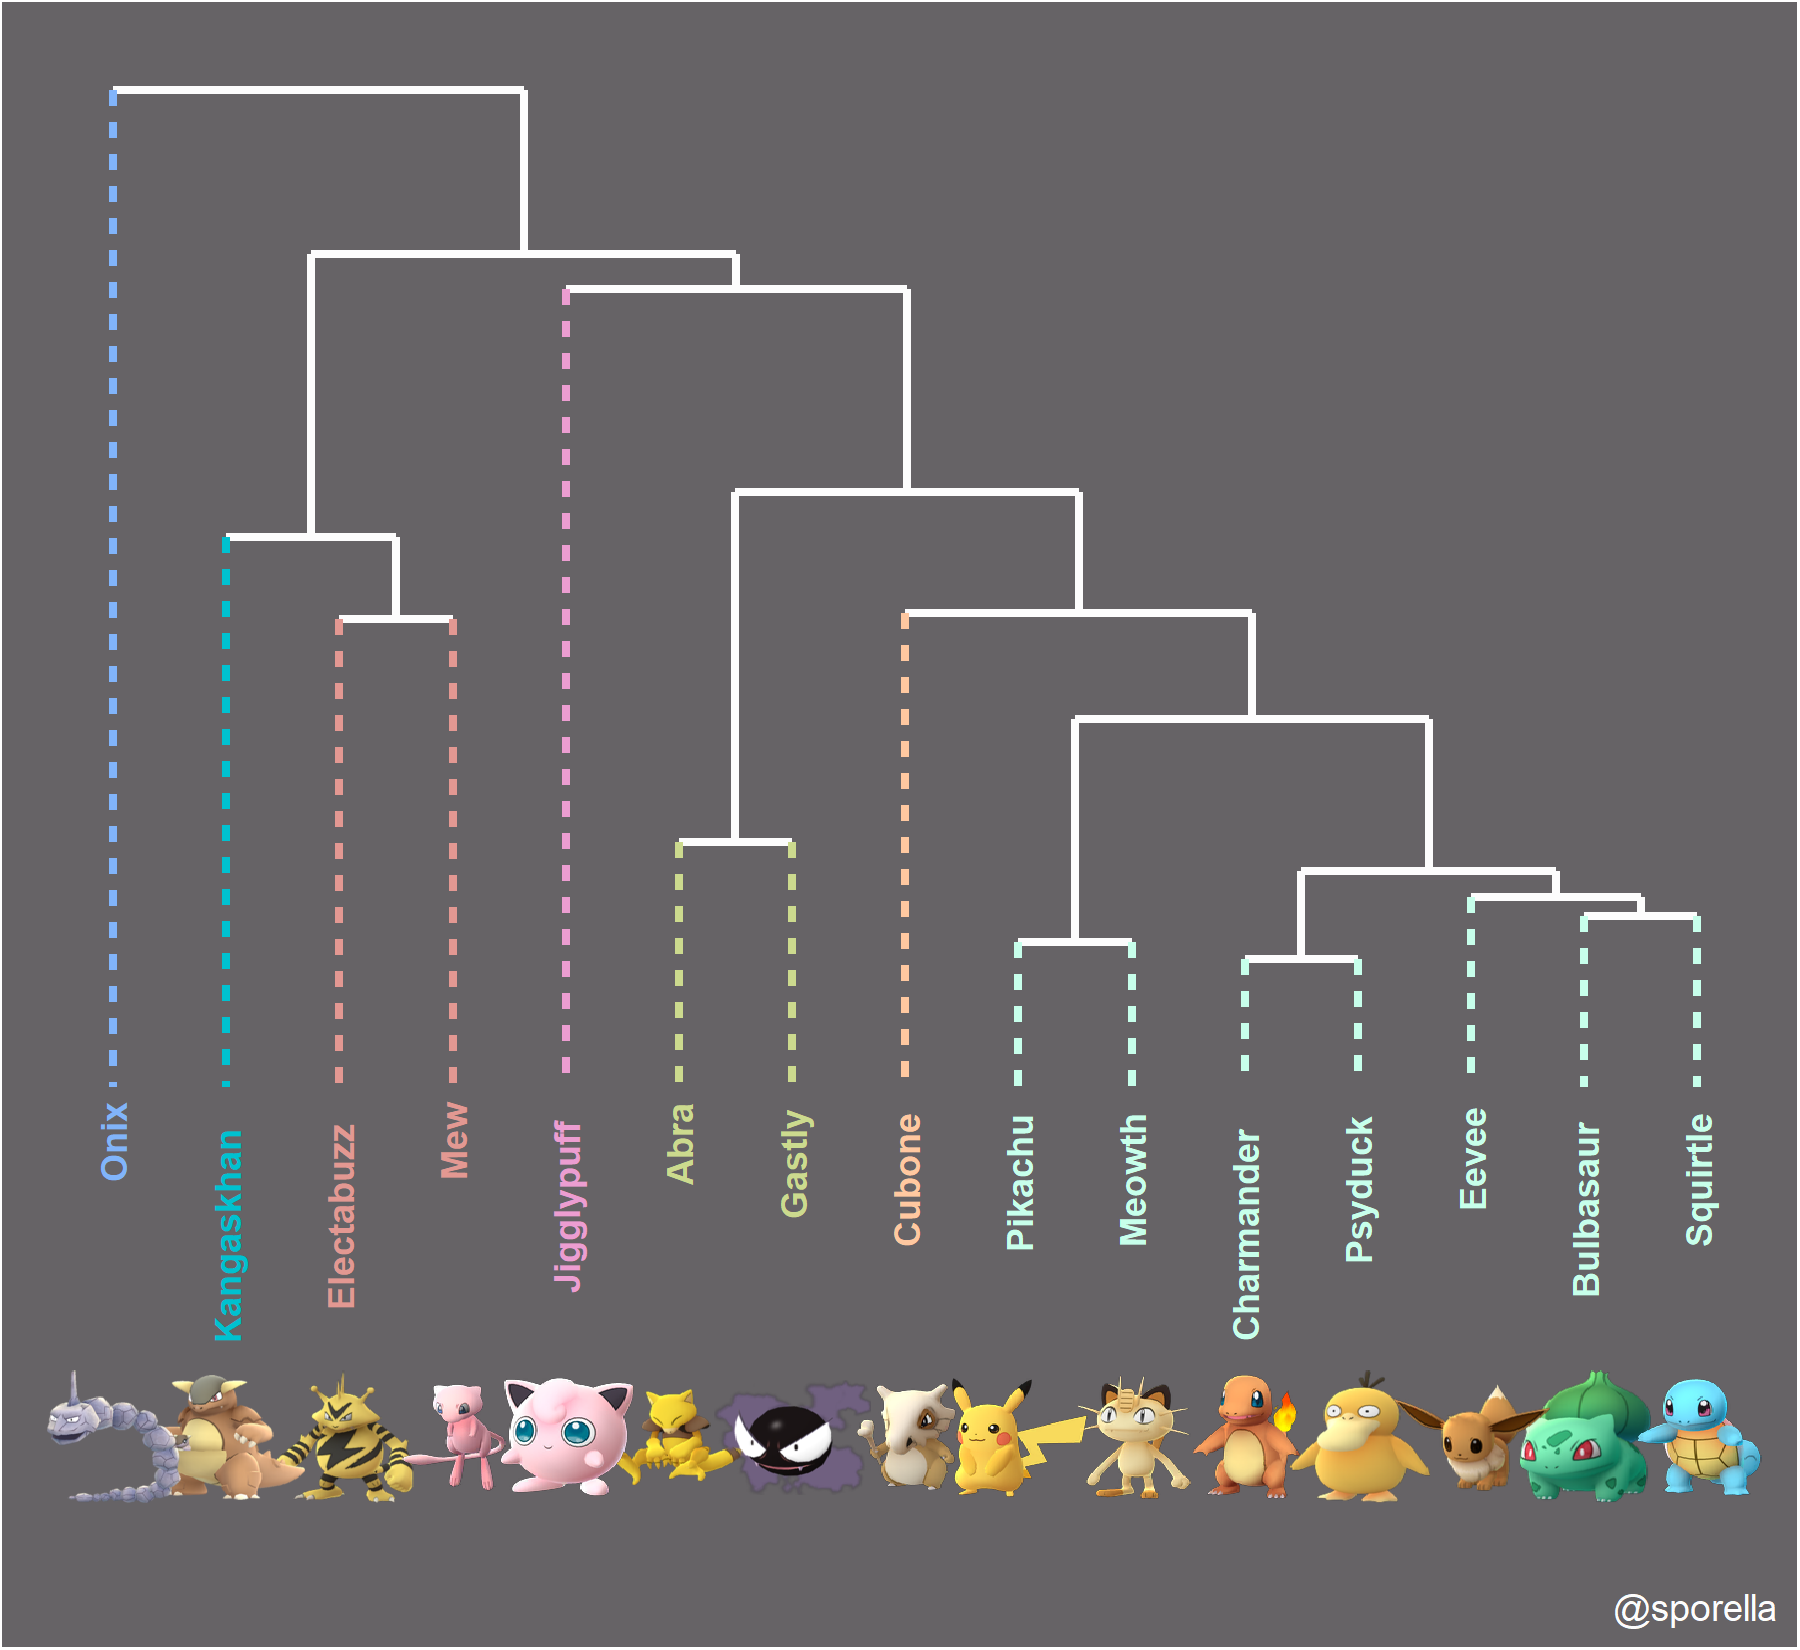 Onix
Kangaskhan
Electabuzz
Mew
Jigglypuff
Abra
Gastly
Cubone
Pikachu
Meowth
Charmander
Psyduck
Eevee
Bulbasaur
Squirtle
@sporella